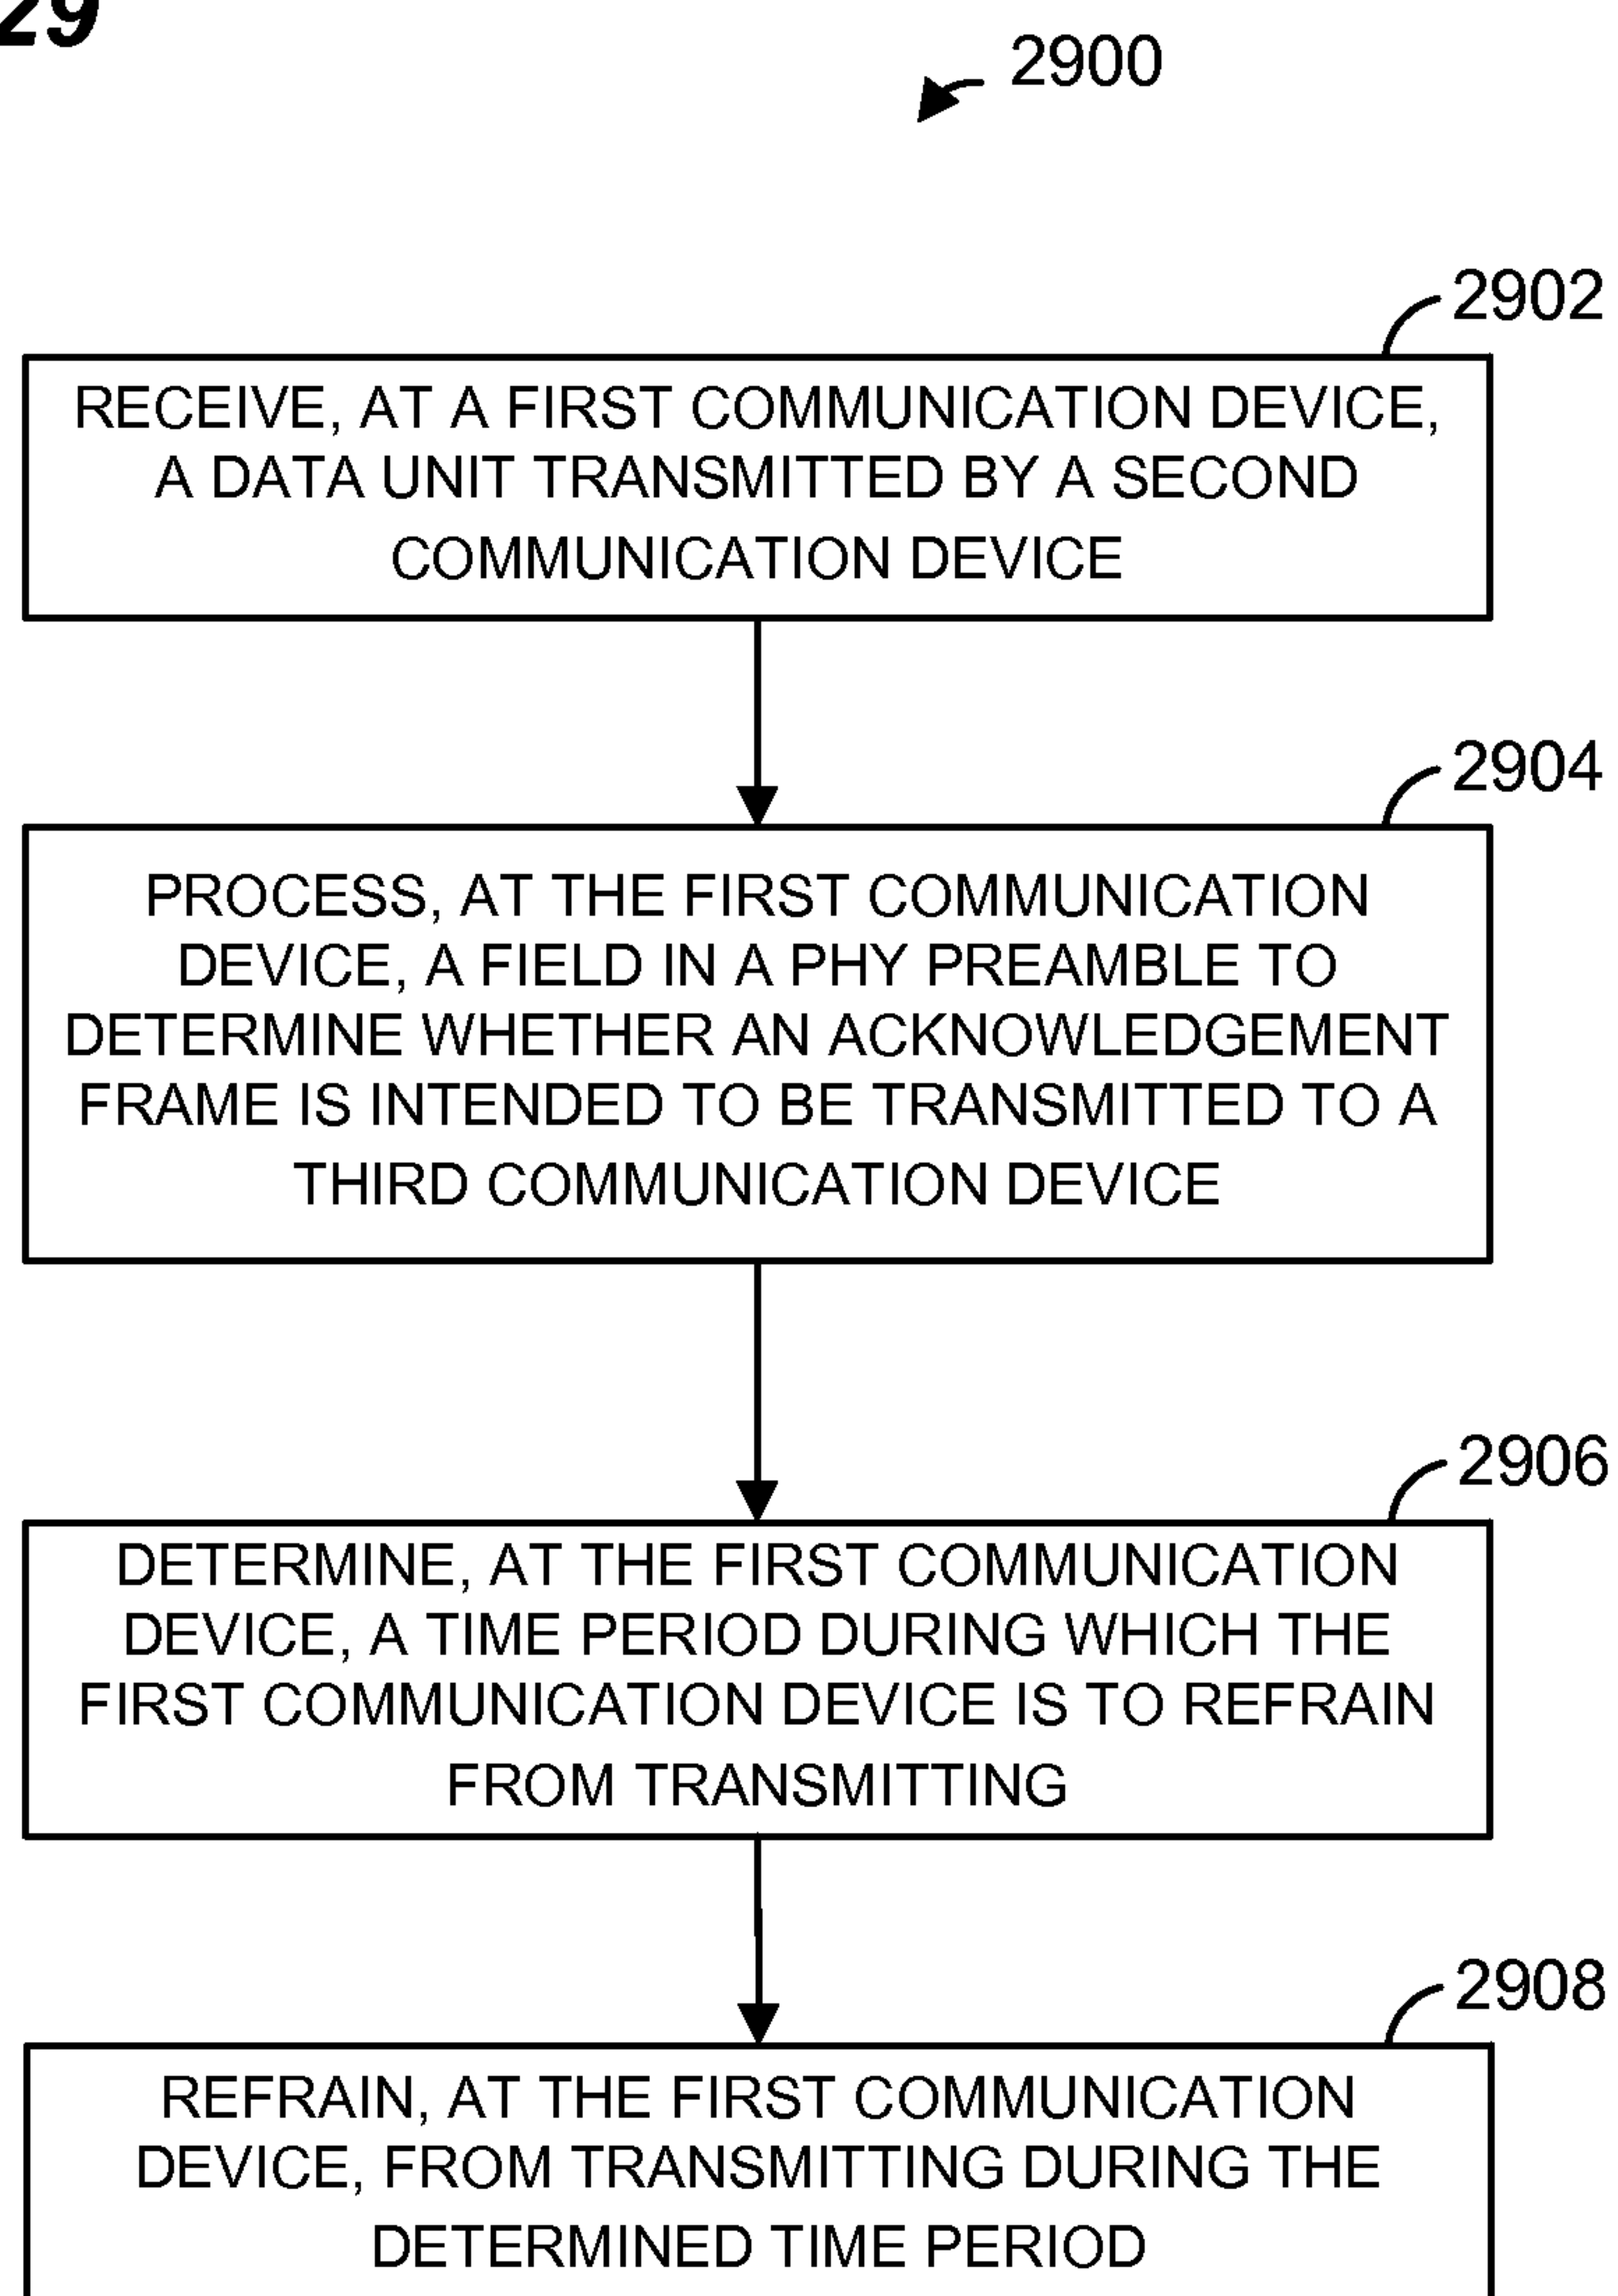 29
2900
2902
RECEIVE, AT A FIRST COMMUNICATION DEVICE,
A DATA UNIT TRANSMITTED BY A SECOND
COMMUNICATION DEVICE
2904
PROCESS, AT THE FIRST COMMUNICATION
DEVICE, A FIELD IN A PHY PREAMBLE TO
DETERMINE WHETHER AN ACKNOWLEDGEMENT
FRAME IS INTENDED TO BE TRANSMITTED TO A
THIRD COMMUNICATION DEVICE
2906
DETERMINE, AT THE FIRST COMMUNICATION
DEVICE, A TIME PERIOD DURING WHICH THE
FIRST COMMUNICATION DEVICE IS TO REFRAIN
FROM TRANSMITTING
2908
REFRAIN, AT THE FIRST COMMUNICATION
DEVICE, FROM TRANSMITTING DURING THE
DETERMINED TIME PERIOD